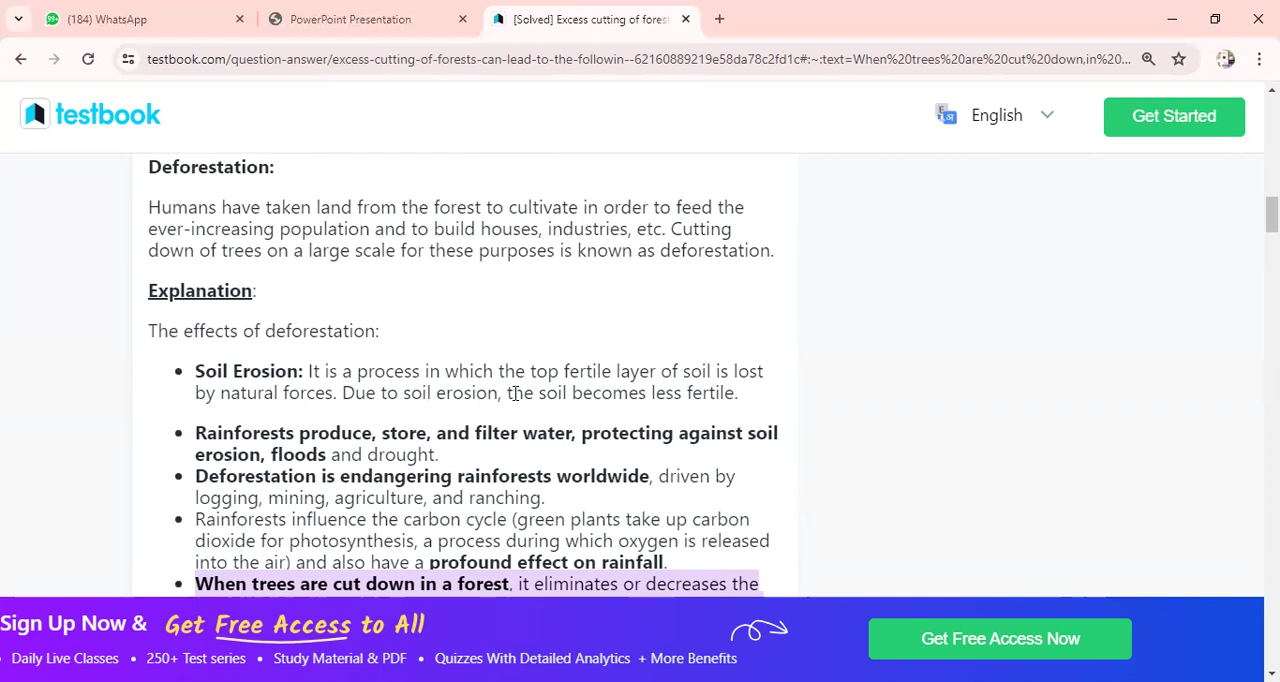 (184) WhatsApp
PowerPoint Presentation
[Solved] Excess cutting of forest
testbook.com/question-answer/excess-cutting-of-forests-can-lead-to-the-followin--62160889219e58da78c2fd1c#:~:text=When%20trees%20are%20cut%20down,in%20...
testbook
English
Get Started
Deforestation:
Humans have taken land from the forest to cultivate in order to feed the
ever-increasing population and to build houses, industries, etc. Cutting
down of trees on a large scale for these purposes is known as deforestation.
Explanation:
The effects of deforestation:
• Soil Erosion: It is a process in which the top fertile layer of soil is lost
by natural forces. Due to soil erosion, the soil becomes less fertile.
• Rainforests produce, store, and filter water, protecting against soil
erosion, floods and drought.
• Deforestation is endangering rainforests worldwide, driven by
logging, mining, agriculture, and ranching.
• Rainforests influence the carbon cycle (green plants take up carbon
dioxide for photosynthesis, a process during which oxygen is released
into the air) and also have a profound effect on rainfall.
• When trees are cut down in a forest, it eliminates or decreases the
Sign Up Now & Get Free Access to All
Get Free Access Now
• Daily Live Classes • 250+ Test series • Study Material & PDF • Quizzes With Detailed Analytics + More Benefits